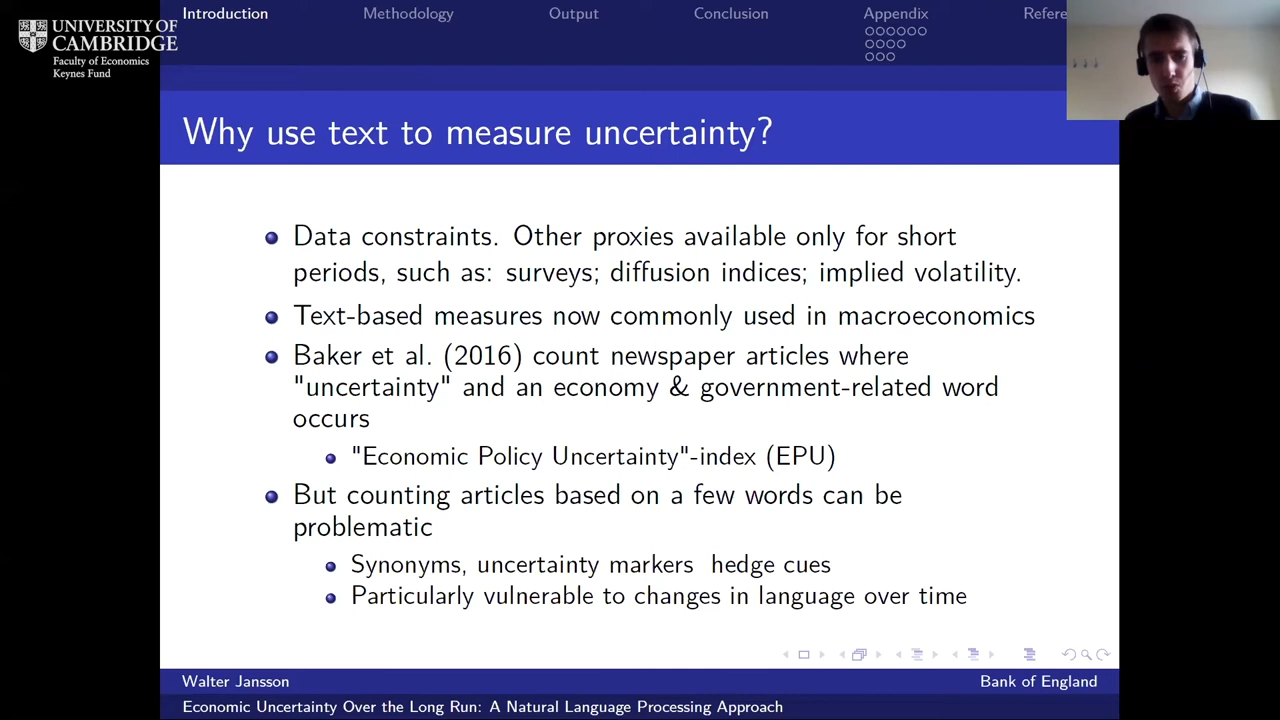 Introduction Methodology Output Conclusion Appendix Refere
UNIVERSITY OF
CAMBRIDGE
Faculty of Economics
Keynes Fund
Why use text to measure uncertainty?
Data constraints. Other proxies available only for short
periods, such as: surveys; diffusion indices; implied volatility.
Text-based measures now commonly used in macroeconomics
Baker et al. (2016) count newspaper articles where
"uncertainty" and an economy & government-related word
occurs
"Economic Policy Uncertainty"-index (EPU)
But counting articles based on a few words can be
problematic
Synonyms, uncertainty markers hedge cues
Particularly vulnerable to changes in language over time
Walter Jansson Bank of England
Economic Uncertainty Over the Long Run: A Natural Language Processing Approach